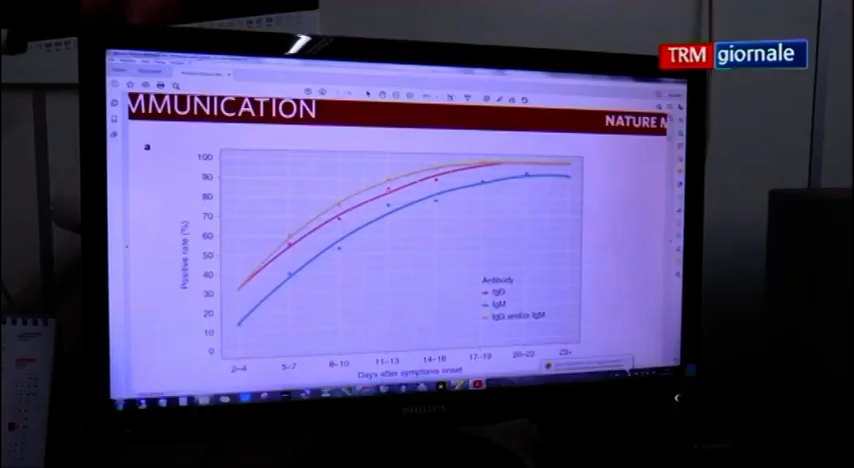 TRM giornale
MMUNICATION
NATURE M
a
100
90
80
70
60
50
40
30
20
10
0
Positive rate (%)
Antibody
IgG
IgM
IgG and/or IgM
2–4
5–7
8–10
11–13
14–16
17–19
20–22
23+
Days after symptoms onset
PHILIPS